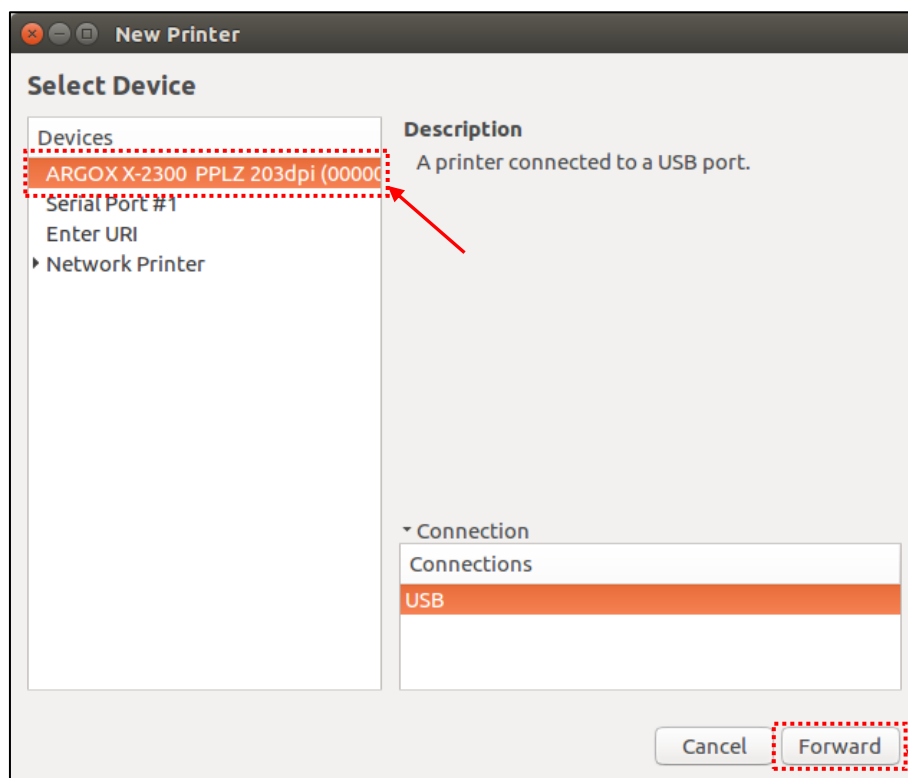 New Printer
Select Device
Devices
ARGOX X-2300 PPLZ 203dpi (0000
Serial Port #1
Enter URI
Network Printer
Description
A printer connected to a USB port.
Connection
Connections
USB
Cancel
Forward